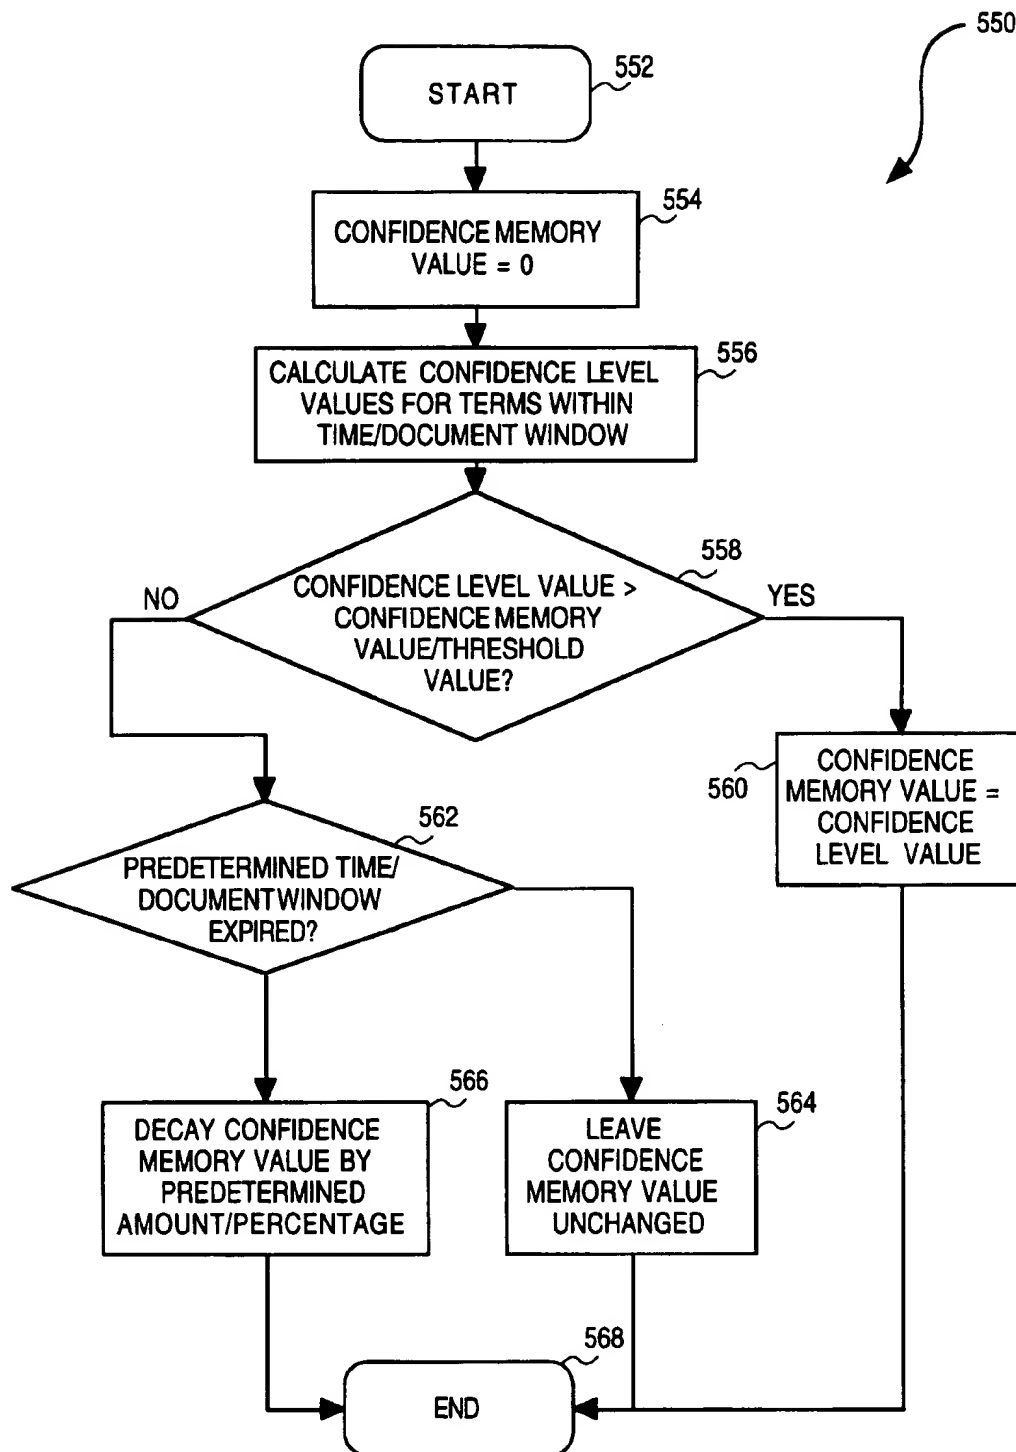 550
START
552
CONFIDENCE MEMORY
VALUE = 0
554
CALCULATE CONFIDENCE LEVEL
VALUES FOR TERMS WITHIN
TIME/DOCUMENT WINDOW
556
CONFIDENCE LEVEL VALUE >
CONFIDENCE MEMORY
VALUE/THRESHOLD
VALUE?
558
NO
YES
560
CONFIDENCE
MEMORY VALUE =
CONFIDENCE
LEVEL VALUE
562
PREDETERMINED TIME/
DOCUMENT WINDOW
EXPIRED?
566
DECAY CONFIDENCE
MEMORY VALUE BY
PREDETERMINED
AMOUNT/PERCENTAGE
564
LEAVE
CONFIDENCE
MEMORY VALUE
UNCHANGED
568
END